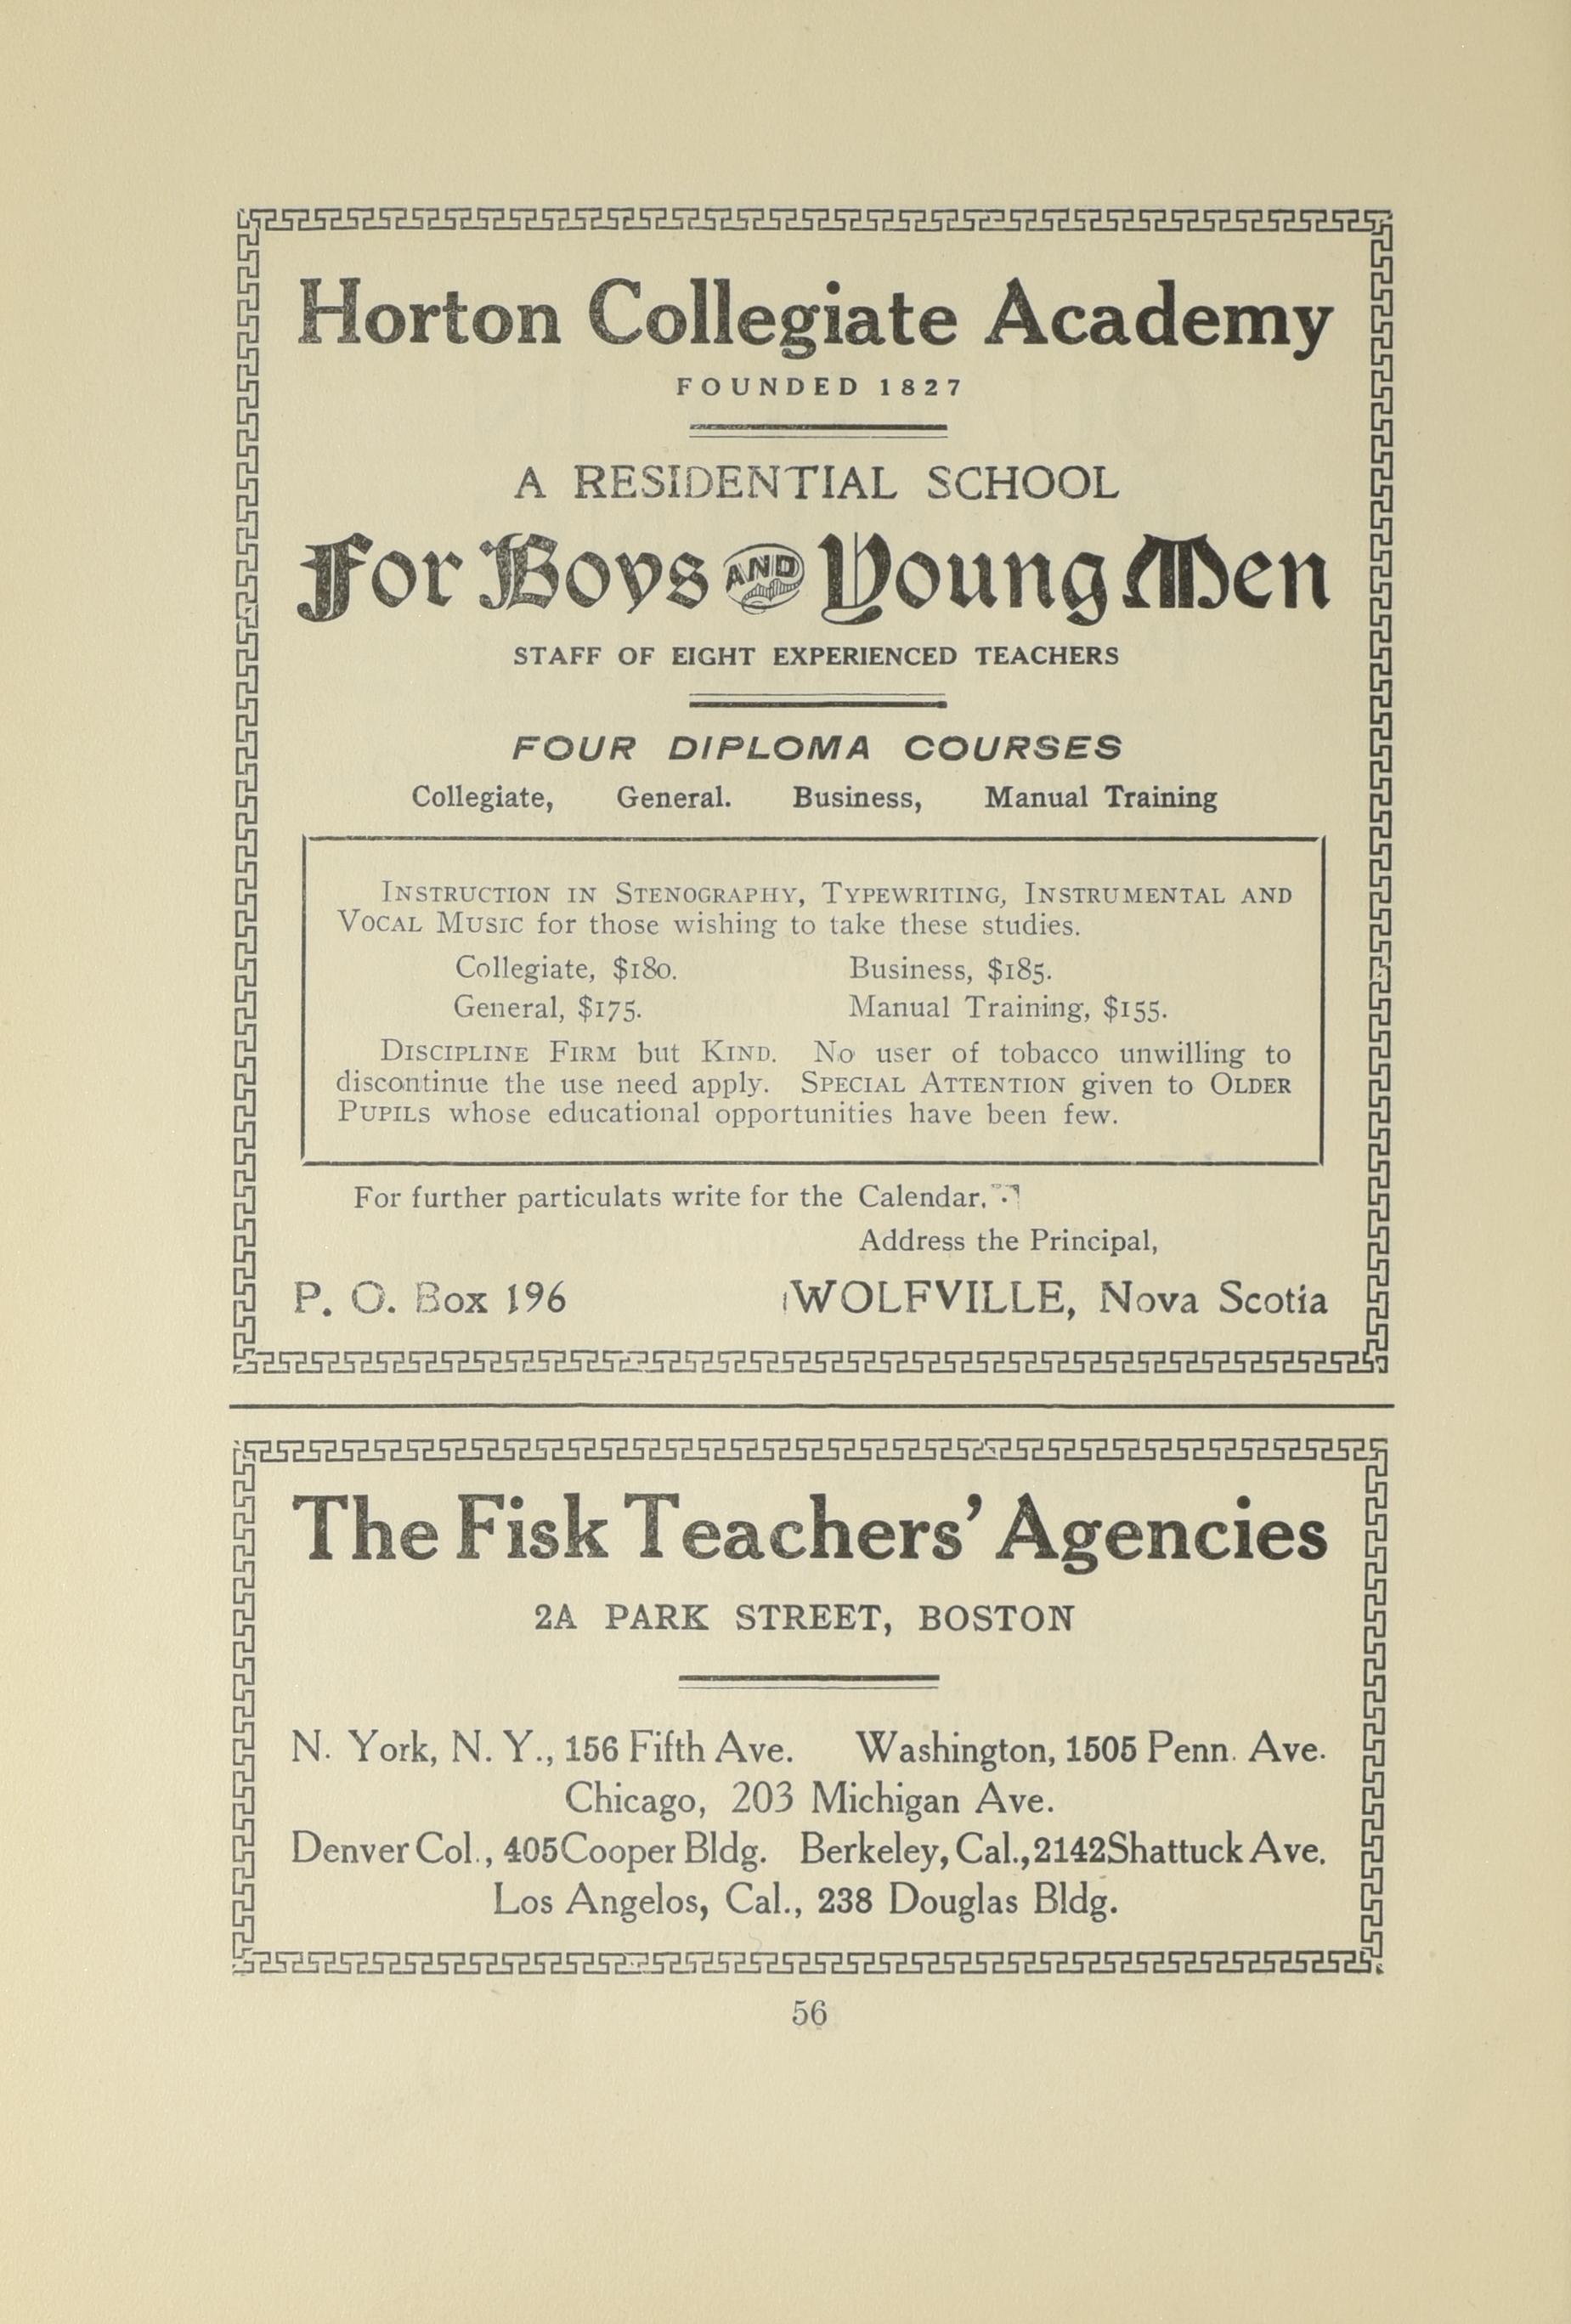 Horton Collegiate Academy
FOUNDED 1827
A RESIDENTIAL SCHOOL
For Boys AND Young Men
STAFF OF EIGHT EXPERIENCED TEACHERS
FOUR DIPLOMA COURSES
Collegiate, General. Business, Manual Training
INSTRUCTION IN STENOGRAPHY, TYPEWRITING, INSTRUMENTAL AND
VOCAL MUSIC for those wishing to take these studies.
Collegiate, $180. Business, $185.
General, $175. Manual Training, $155.
DISCIPLINE FIRM but KIND. No user of tobacco unwilling to
discontinue the use need apply. SPECIAL ATTENTION given to OLDER
PUPILS whose educational opportunities have been few.
For further particulats write for the Calendar.
Address the Principal,
P. O. Box 196 WOLFVILLE, Nova Scotia
The Fisk Teachers' Agencies
2A PARK STREET, BOSTON
N. York, N. Y., 156 Fifth Ave. Washington, 1505 Penn. Ave.
Chicago, 203 Michigan Ave.
Denver Col., 405 Cooper Bldg. Berkeley, Cal., 2142 Shattuck Ave.
Los Angelos, Cal., 238 Douglas Bldg.
56